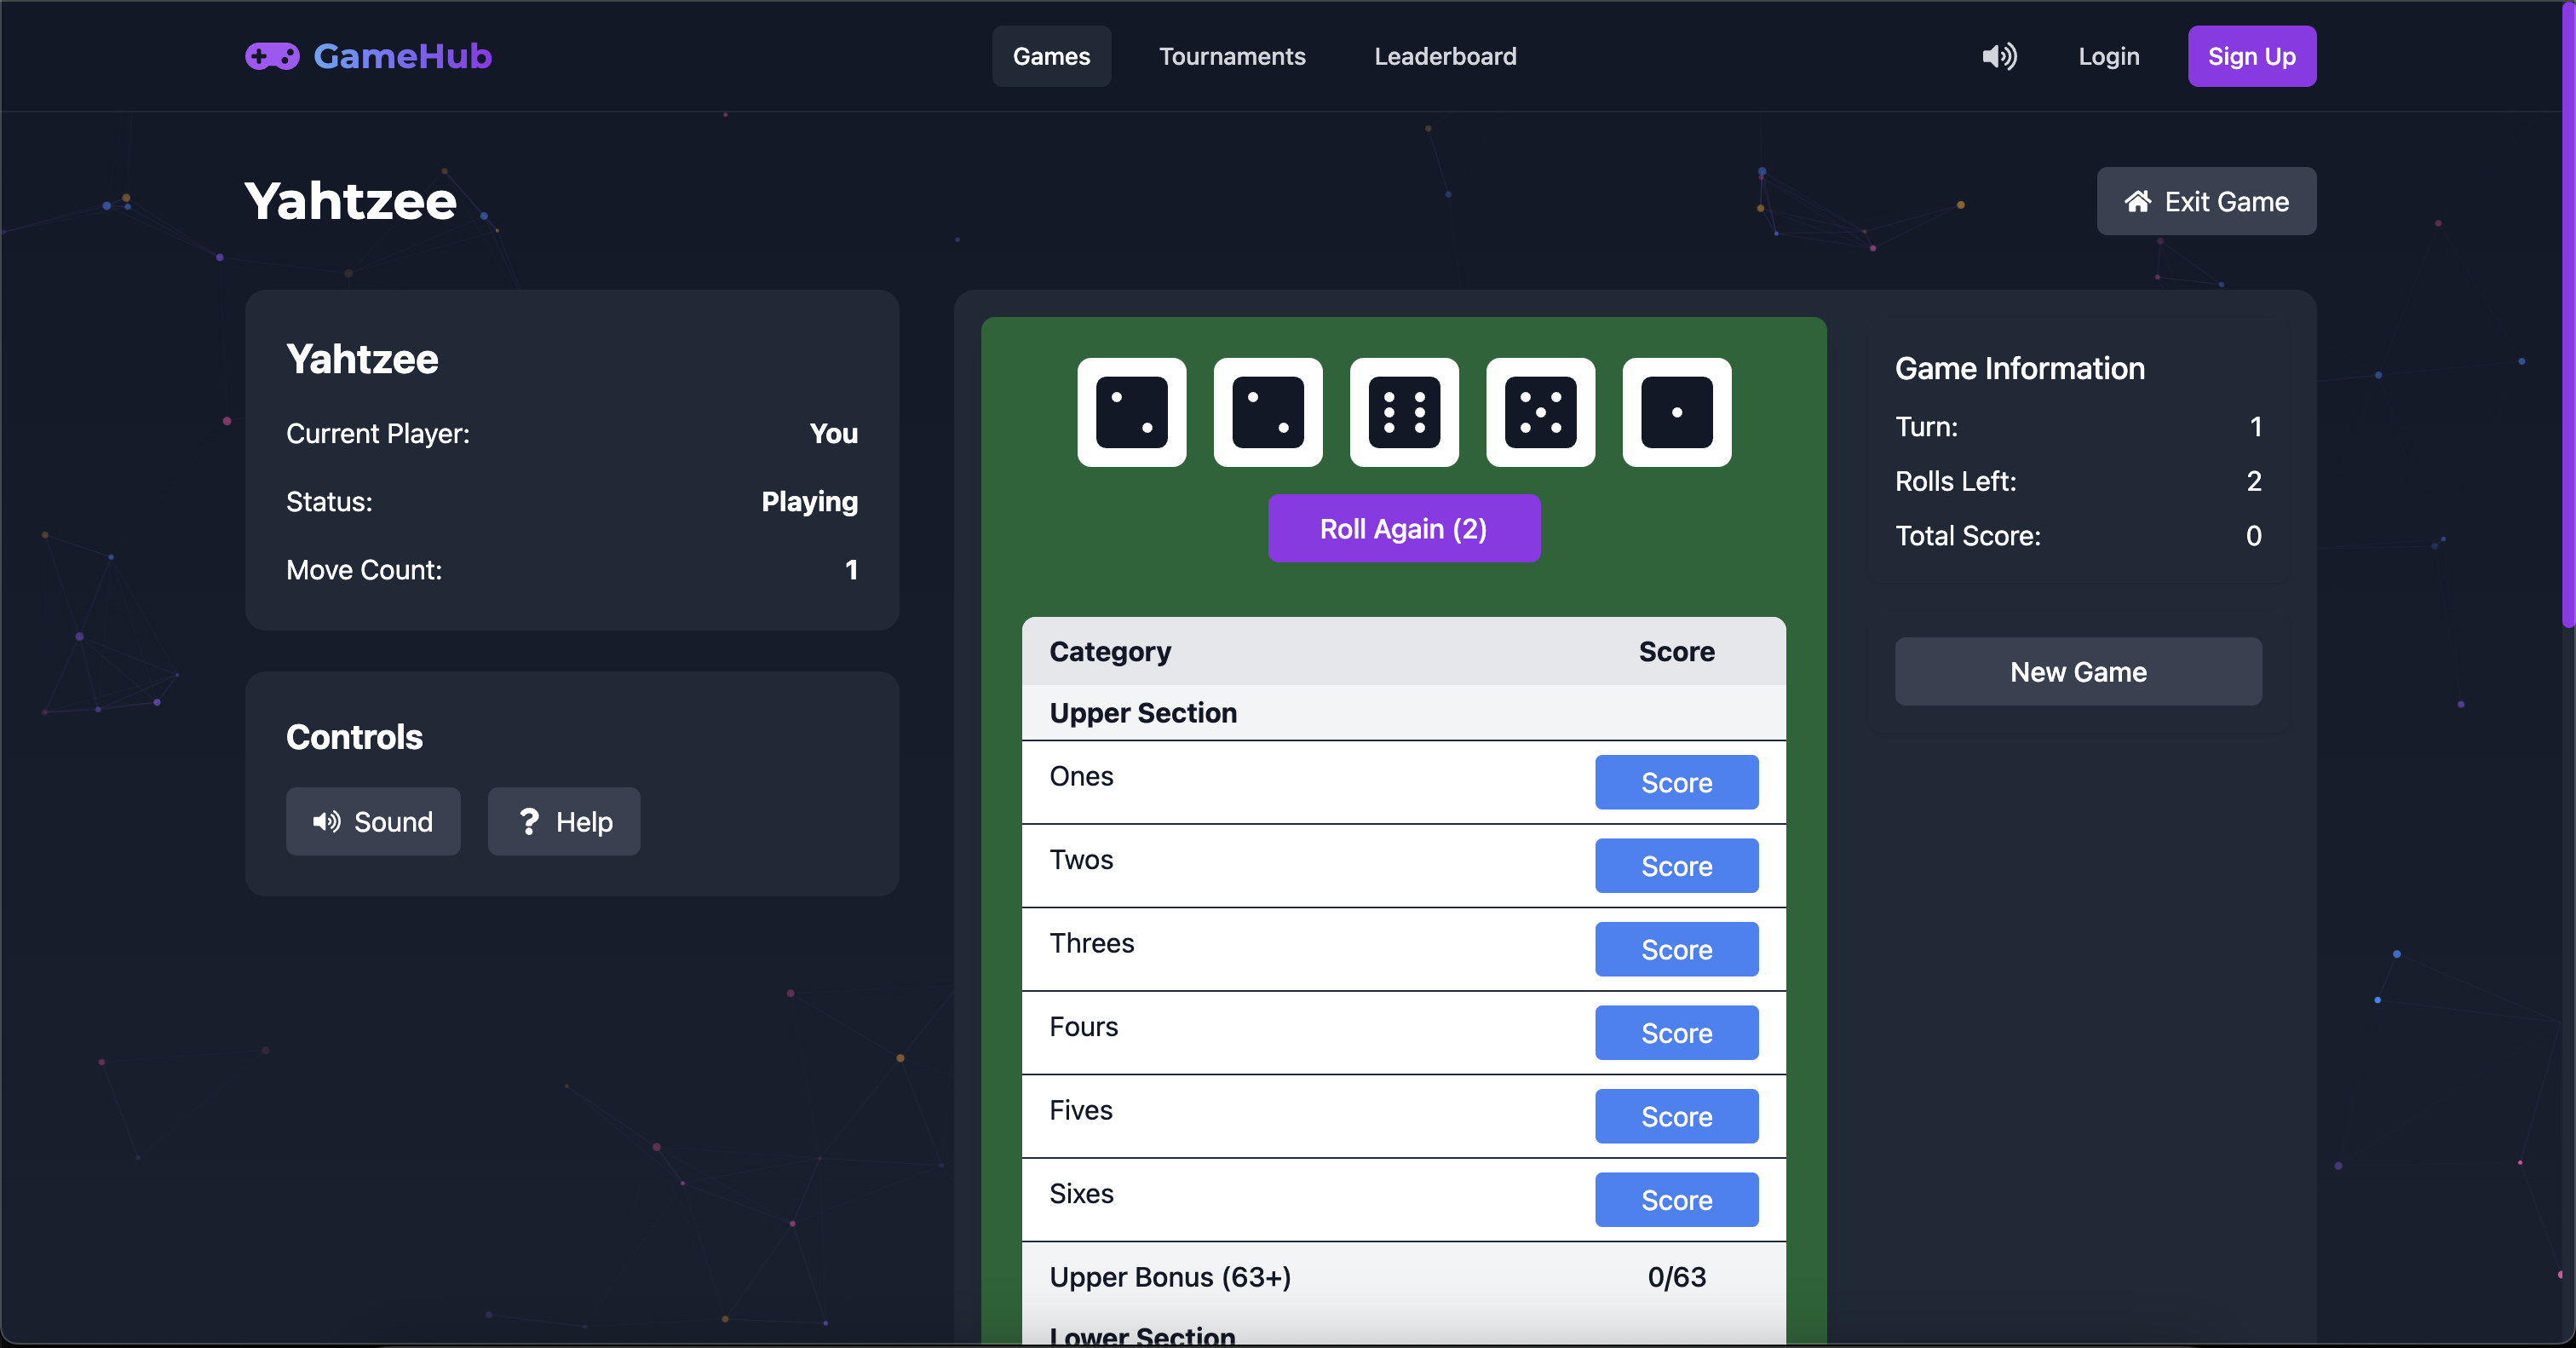 GameHub
Games
Tournaments
Leaderboard
Login
Sign Up
Yahtzee
Exit Game
Yahtzee
Current Player: You
Status: Playing
Move Count: 1
Controls
Sound
? Help
Roll Again (2)
Category Score
Upper Section
Ones Score
Twos Score
Threes Score
Fours Score
Fives Score
Sixes Score
Upper Bonus (63+) 0/63
Lower Section
Game Information
Turn: 1
Rolls Left: 2
Total Score: 0
New Game